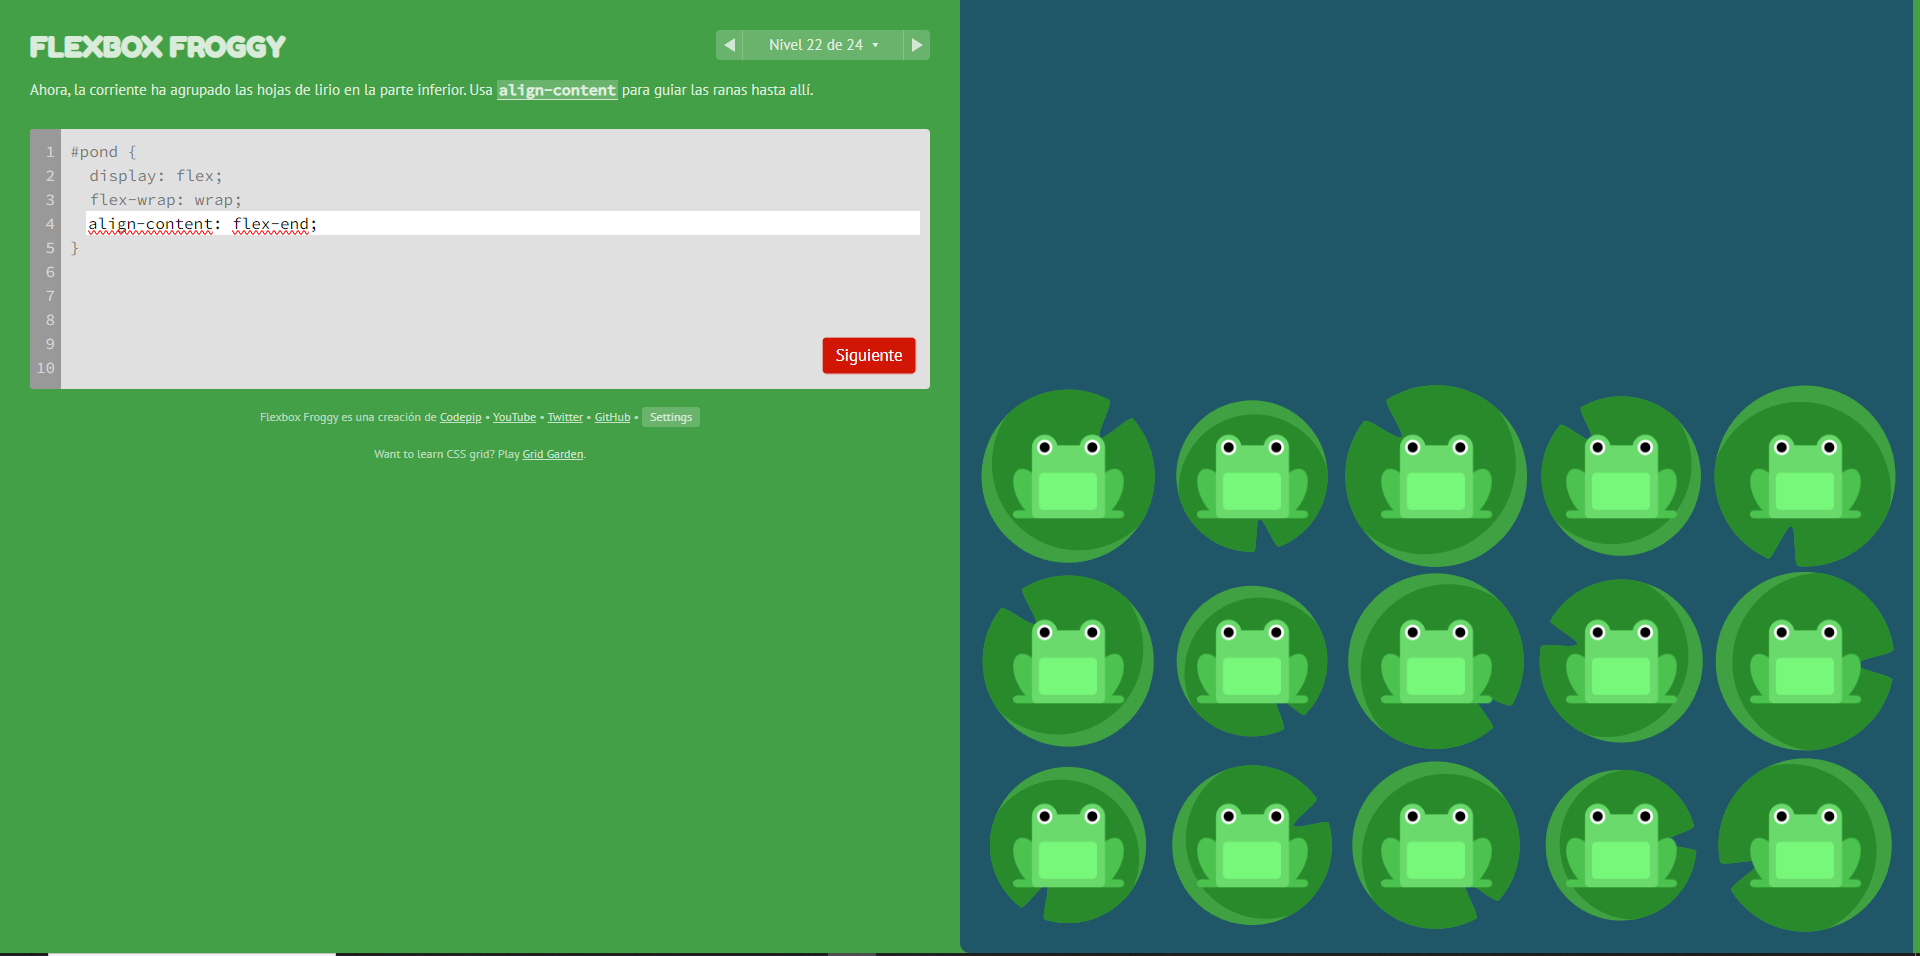 FLEXBOX FROGGY
Nivel 22 de 24
Ahora, la corriente ha agrupado las hojas de lirio en la parte inferior. Usa align-content para guiar las ranas hasta allí.
1 #pond {
2 display: flex;
3 flex-wrap: wrap;
4 align-content: flex-end;
5 }
6
7
8
9
10
Siguiente
Flexbox Froggy es una creación de Codepip • YouTube • Twitter • GitHub • Settings
Want to learn CSS grid? Play Grid Garden.